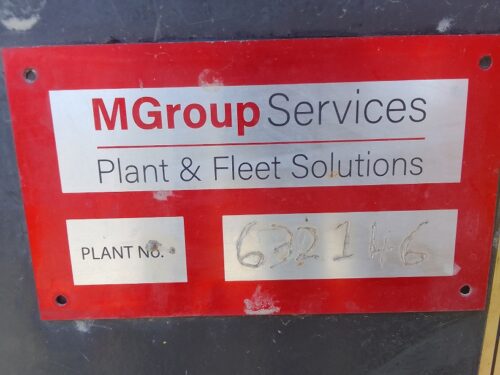 MGroup Services
Plant & Fleet Solutions
PLANT No.
632146